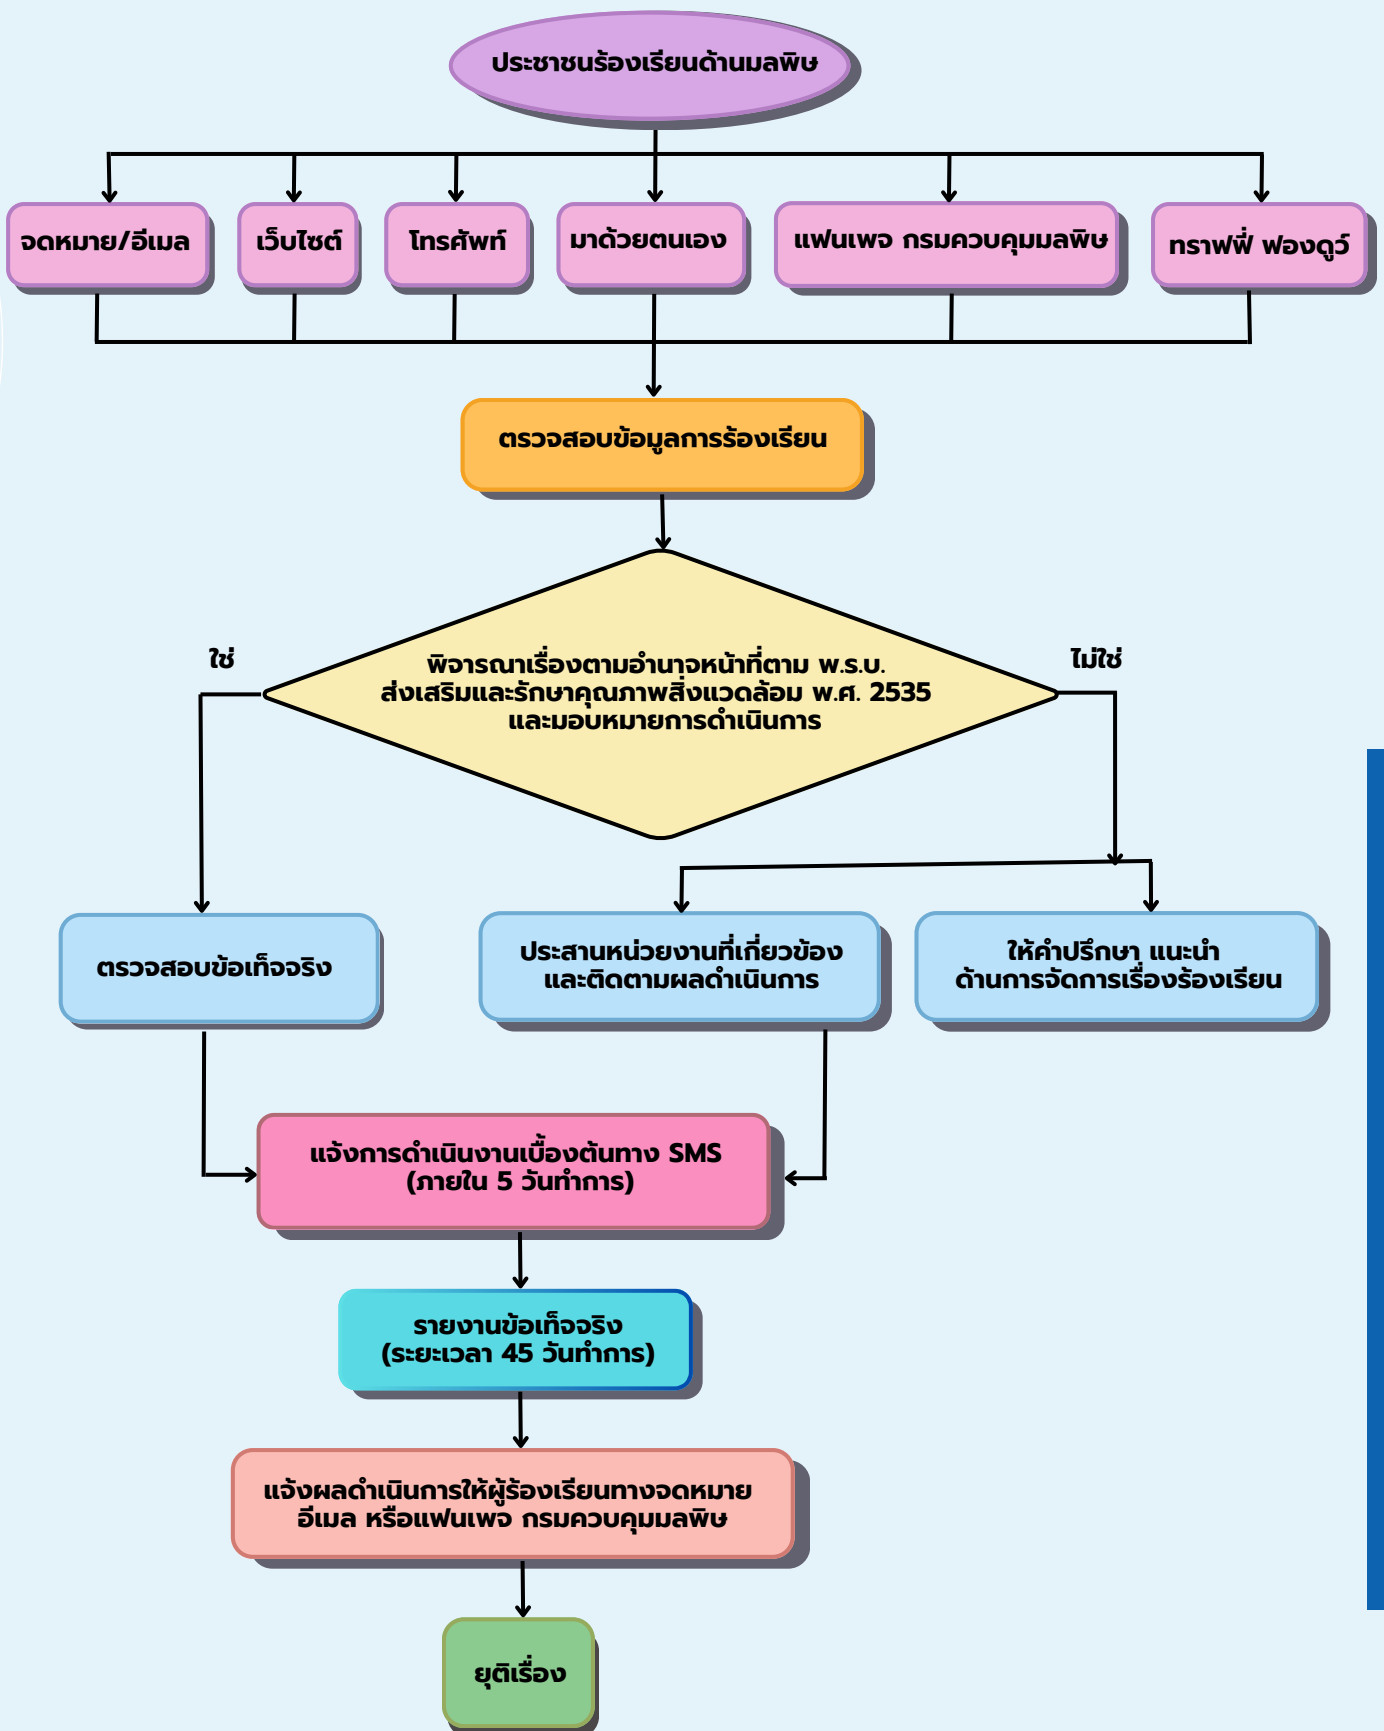 ประชาชนร้องเรียนด้านมลพิษ
จดหมาย/อีเมล
เว็บไซต์
โทรศัพท์
มาด้วยตนเอง
แฟนเพจ กรมควบคุมมลพิษ
ทราฟฟี่ ฟองดูว์
ตรวจสอบข้อมูลการร้องเรียน
ใช่
ไม่ใช่
พิจารณาเรื่องตามอำนาจหน้าที่ตาม พ.ร.บ.
ส่งเสริมและรักษาคุณภาพสิ่งแวดล้อม พ.ศ. 2535
และมอบหมายการดำเนินการ
ตรวจสอบข้อเท็จจริง
ประสานหน่วยงานที่เกี่ยวข้อง
และติดตามผลดำเนินการ
ให้คำปรึกษา แนะนำ
ด้านการจัดการเรื่องร้องเรียน
แจ้งการดำเนินงานเบื้องต้นทาง SMS
(ภายใน 5 วันทำการ)
รายงานข้อเท็จจริง
(ระยะเวลา 45 วันทำการ)
แจ้งผลดำเนินการให้ผู้ร้องเรียนทางจดหมาย
อีเมล หรือแฟนเพจ กรมควบคุมมลพิษ
ยุติเรื่อง